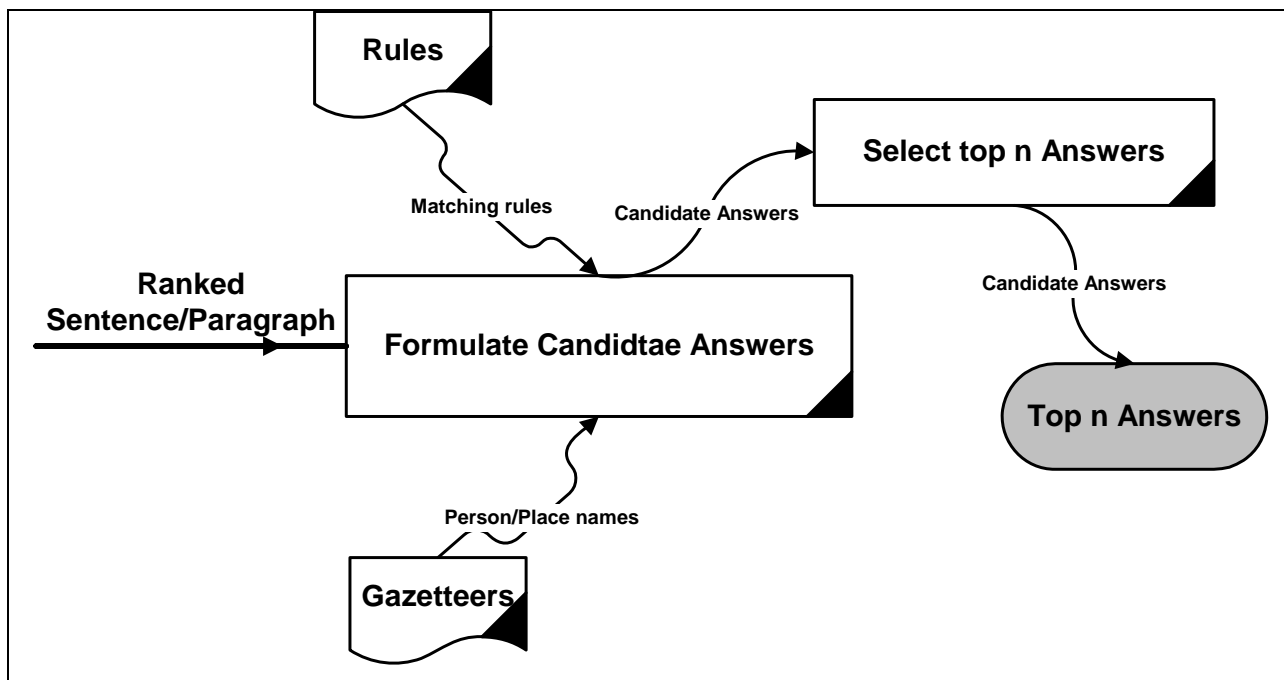 Rules
Select top n Answers
Matching rules
Candidate Answers
Ranked
Sentence/Paragraph
Candidate Answers
Formulate Candidtae Answers
Top n Answers
Person/Place names
Gazetteers